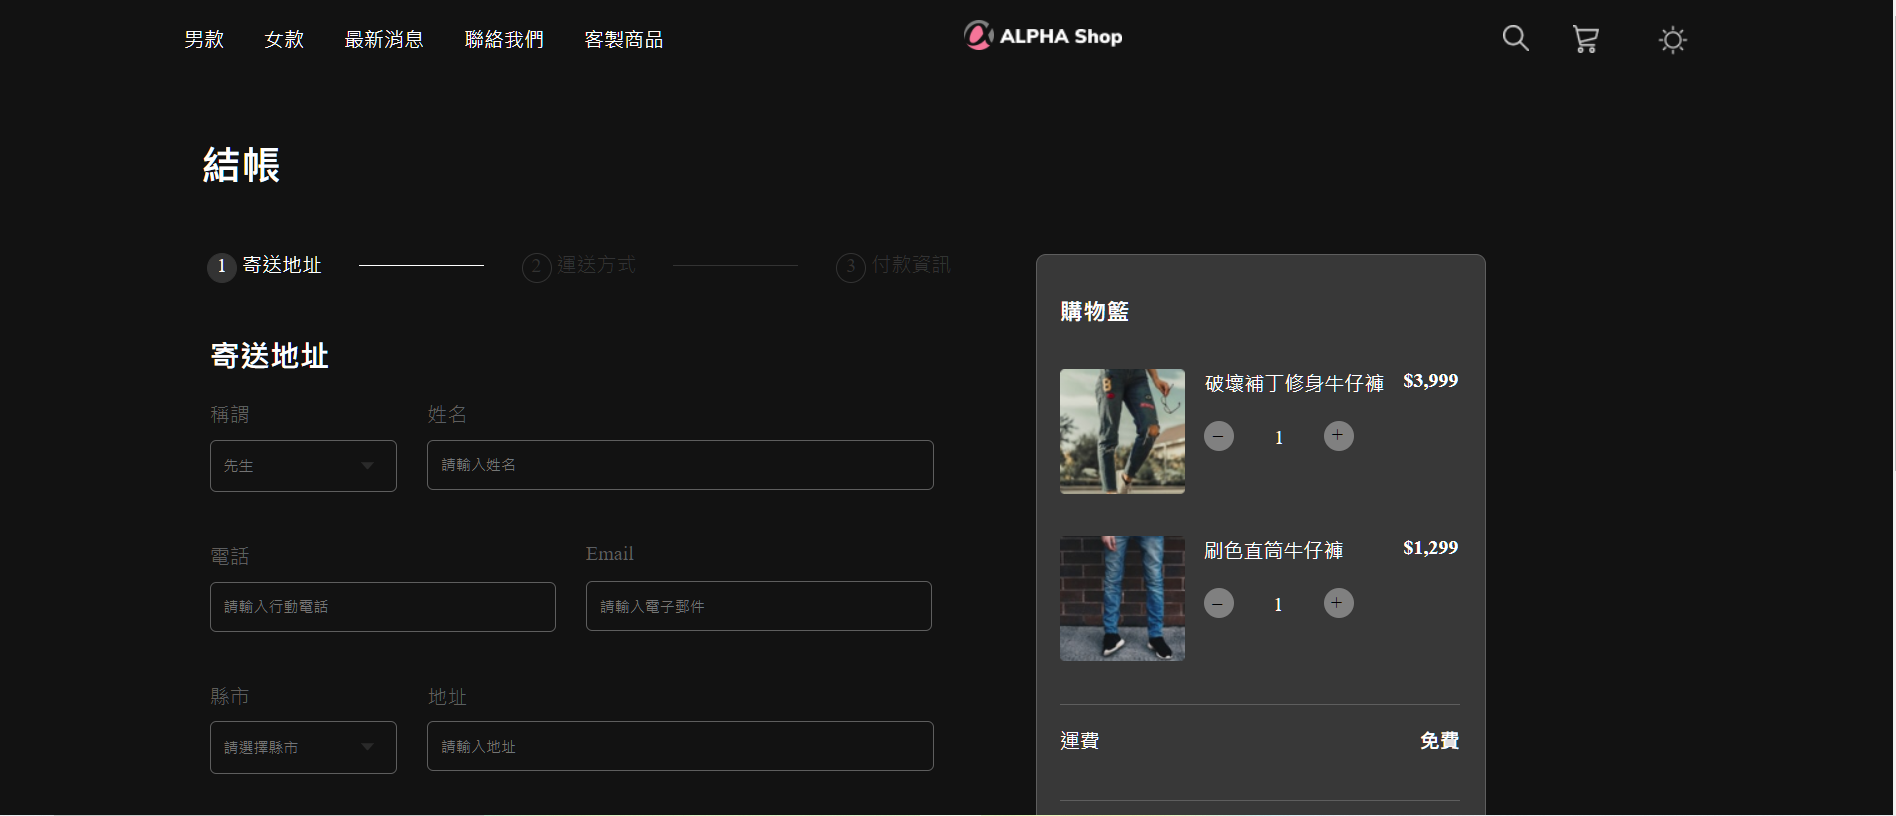 男款 女款 最新消息 聯絡我們 客製商品 ALPHA Shop
結帳
1 寄送地址 2 運送方式 3 付款資訊
寄送地址
稱謂 姓名
先生 請輸入姓名
電話 Email
請輸入行動電話 請輸入電子郵件
縣市 地址
請選擇縣市 請輸入地址
購物籃
破壞補丁修身牛仔褲 $3,999
− 1 +
刷色直筒牛仔褲 $1,299
− 1 +
運費 免費